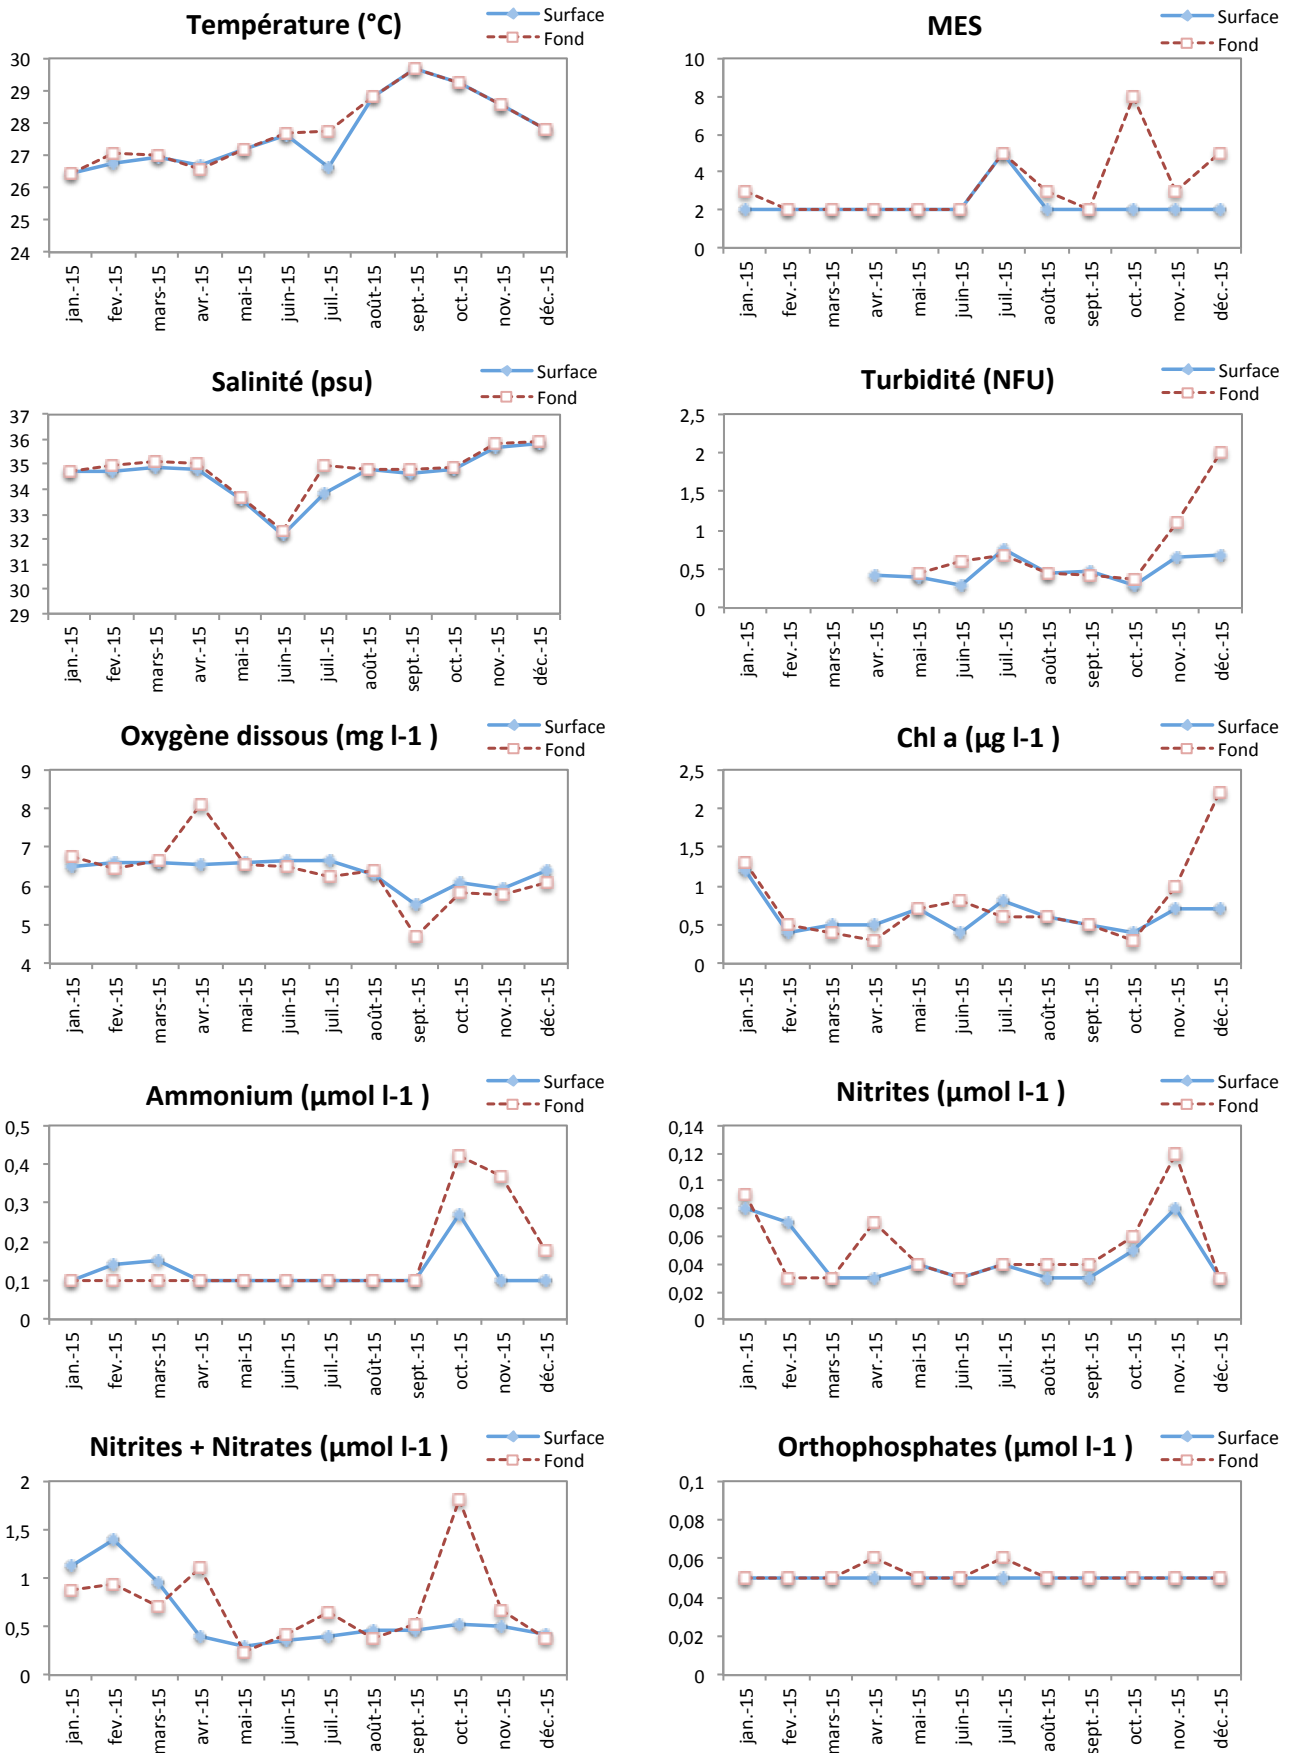 Température (°C)
Surface
Fond
30
29
28
27
26
25
24
jan.-15
fev.-15
mars-15
avr.-15
mai-15
juin-15
juil.-15
août-15
sept.-15
oct.-15
nov.-15
déc.-15
MES
Surface
Fond
10
8
6
4
2
0
jan.-15
fev.-15
mars-15
avr.-15
mai-15
juin-15
juil.-15
août-15
sept.-15
oct.-15
nov.-15
déc.-15
Salinité (psu)
Surface
Fond
37
36
35
34
33
32
31
30
29
jan.-15
fev.-15
mars-15
avr.-15
mai-15
juin-15
juil.-15
août-15
sept.-15
oct.-15
nov.-15
déc.-15
Turbidité (NFU)
Surface
Fond
2,5
2
1,5
1
0,5
0
jan.-15
fev.-15
mars-15
avr.-15
mai-15
juin-15
juil.-15
août-15
sept.-15
oct.-15
nov.-15
déc.-15
Oxygène dissous (mg l-1 )
Surface
Fond
9
8
7
6
5
4
jan.-15
fev.-15
mars-15
avr.-15
mai-15
juin-15
juil.-15
août-15
sept.-15
oct.-15
nov.-15
déc.-15
Chl a (µg l-1 )
Surface
Fond
2,5
2
1,5
1
0,5
0
jan.-15
fev.-15
mars-15
avr.-15
mai-15
juin-15
juil.-15
août-15
sept.-15
oct.-15
nov.-15
déc.-15
Ammonium (µmol l-1 )
Surface
Fond
0,5
0,4
0,3
0,2
0,1
0
jan.-15
fev.-15
mars-15
avr.-15
mai-15
juin-15
juil.-15
août-15
sept.-15
oct.-15
nov.-15
déc.-15
Nitrites (µmol l-1 )
Surface
Fond
0,14
0,12
0,1
0,08
0,06
0,04
0,02
0
jan.-15
fev.-15
mars-15
avr.-15
mai-15
juin-15
juil.-15
août-15
sept.-15
oct.-15
nov.-15
déc.-15
Nitrites + Nitrates (µmol l-1 )
Surface
Fond
2
1,5
1
0,5
0
jan.-15
fev.-15
mars-15
avr.-15
mai-15
juin-15
juil.-15
août-15
sept.-15
oct.-15
nov.-15
déc.-15
Orthophosphates (µmol l-1 )
Surface
Fond
0,1
0,08
0,06
0,04
0,02
0
jan.-15
fev.-15
mars-15
avr.-15
mai-15
juin-15
juil.-15
août-15
sept.-15
oct.-15
nov.-15
déc.-15